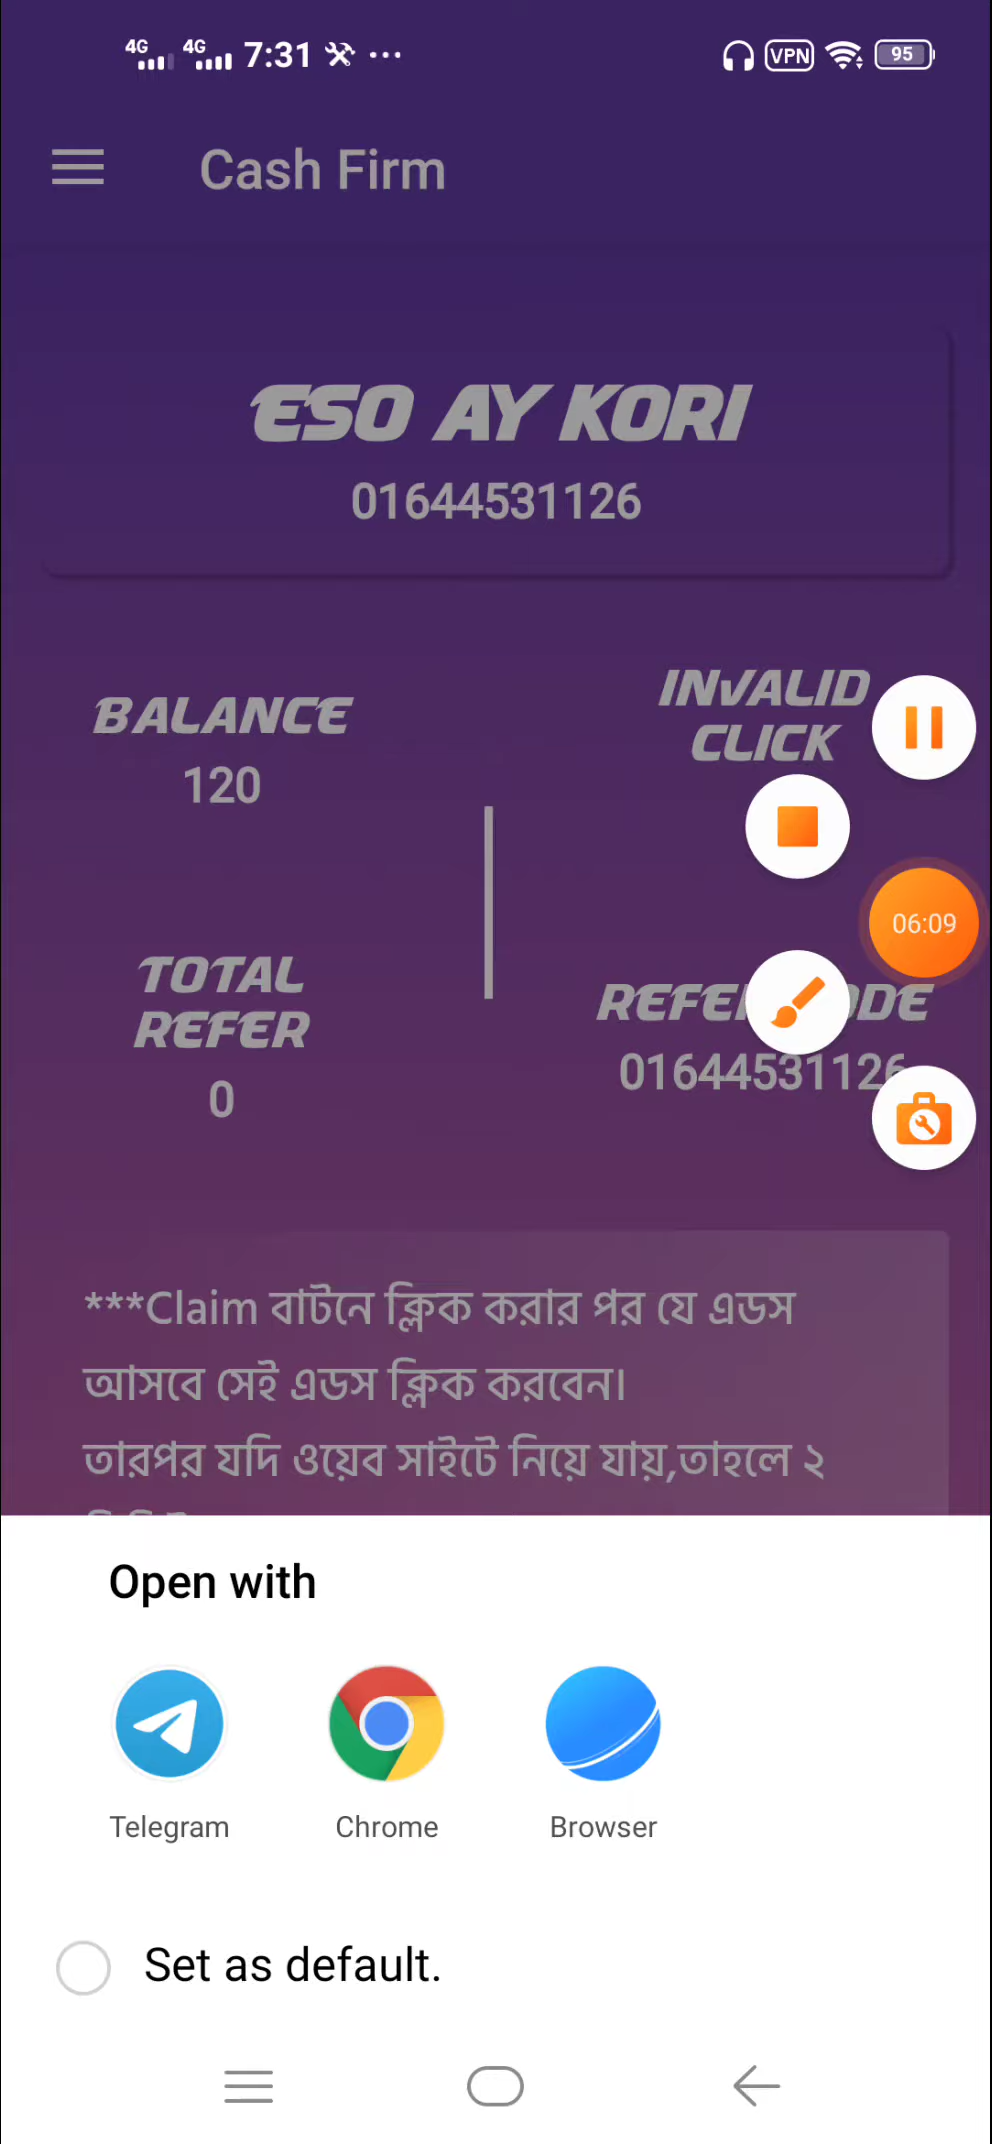 4G 4G 7:31 VPN 95
Cash Firm
ESO AY KORI
01644531126
BALANCE
120
INVALID
CLICK
06:09
TOTAL
REFER
0
01644531126
***Claim বাটনে ক্লিক করার পর যে এডস
আসবে সেই এডস ক্লিক করবেন।
তারপর যদি ওয়েব সাইটে নিয়ে যায়,তাহলে ২
Open with
Telegram Chrome Browser
Set as default.